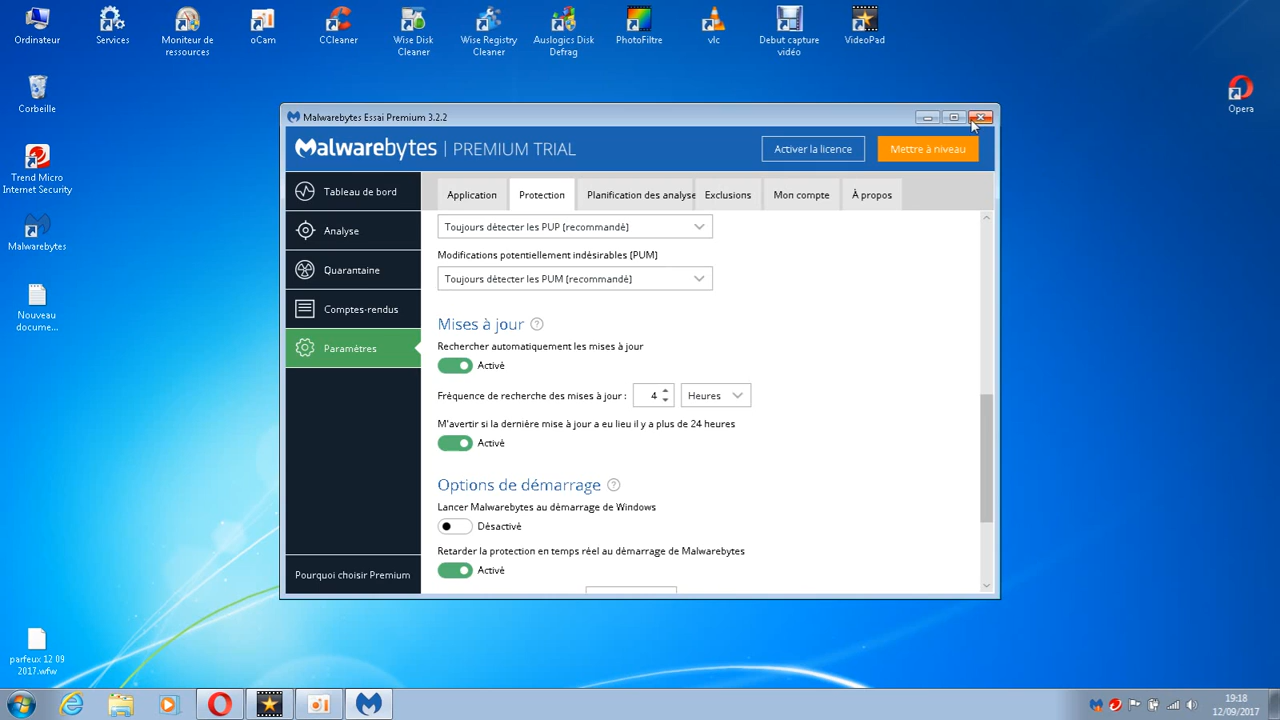 Ordinateur
Services
Moniteur de
ressources
oCam
CCleaner
Wise Disk
Cleaner
Wise Registry
Cleaner
Auslogics Disk
Defrag
PhotoFiltre
vlc
Debut capture
vidéo
VideoPad
Corbeille
Opera
Trend Micro
Internet Security
Malwarebytes
Nouveau
docume...
parfeux 12 09
2017.wfw
Malwarebytes Essai Premium 3.2.2
Malwarebytes | PREMIUM TRIAL
Activer la licence
Mettre à niveau
Tableau de bord
Analyse
Quarantaine
Comptes-rendus
Paramètres
Pourquoi choisir Premium
Application
Protection
Planification des analyse
Exclusions
Mon compte
À propos
Toujours détecter les PUP [recommandé]
Modifications potentiellement indésirables [PUM]
Toujours détecter les PUM [recommandé]
Mises à jour ?
Rechercher automatiquement les mises à jour
Activé
Fréquence de recherche des mises à jour : 4 Heures
M'avertir si la dernière mise à jour a eu lieu il y a plus de 24 heures
Activé
Options de démarrage ?
Lancer Malwarebytes au démarrage de Windows
Désactivé
Retarder la protection en temps réel au démarrage de Malwarebytes
Activé
19:18
12/09/2017